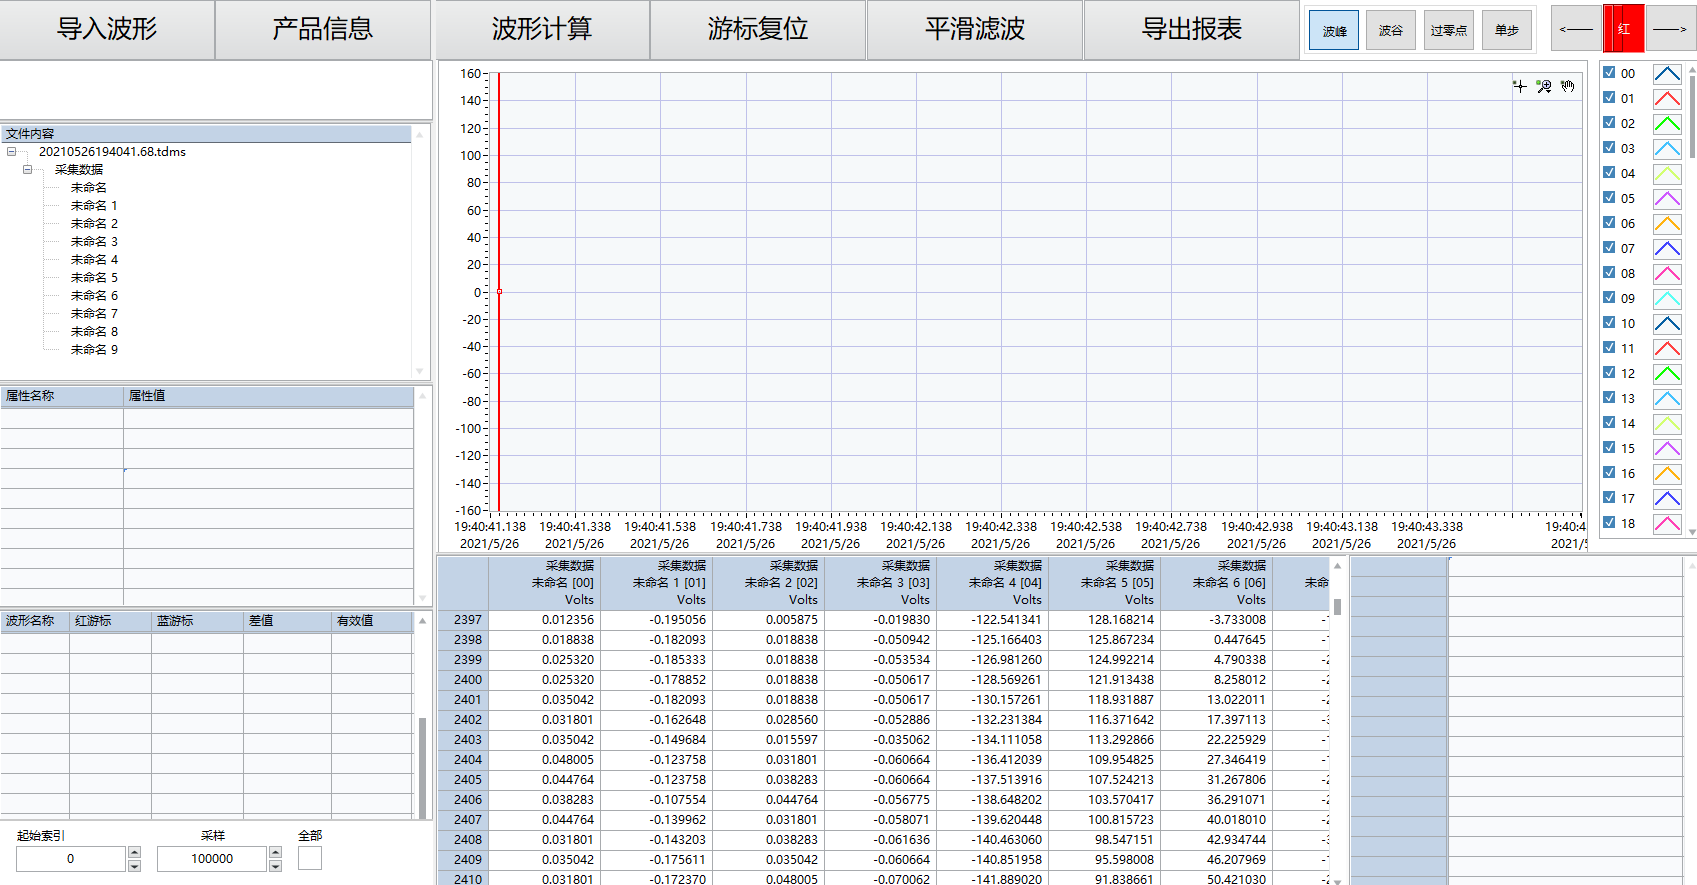 导入波形 产品信息 波形计算 游标复位 平滑滤波 导出报表 波峰 波谷 过零点 单步 <—— 红 ——>
文件内容
20210526194041.68.tdms
采集数据
未命名
未命名 1
未命名 2
未命名 3
未命名 4
未命名 5
未命名 6
未命名 7
未命名 8
未命名 9
属性名称 属性值
波形名称 红游标 蓝游标 差值 有效值
起始索引 采样 全部
0 100000
160
140
120
100
80
60
40
20
0
-20
-40
-60
-80
-100
-120
-140
-160
19:40:41.138 19:40:41.338 19:40:41.538 19:40:41.738 19:40:41.938 19:40:42.138 19:40:42.338 19:40:42.538 19:40:42.738 19:40:42.938 19:40:43.138 19:40:43.338 19:40:4
2021/5/26 2021/5/26 2021/5/26 2021/5/26 2021/5/26 2021/5/26 2021/5/26 2021/5/26 2021/5/26 2021/5/26 2021/5/26 2021/5/26 2021/5
00
01
02
03
04
05
06
07
08
09
10
11
12
13
14
15
16
17
18
采集数据 采集数据 采集数据 采集数据 采集数据 采集数据 采集数据
未命名 [00] 未命名 1 [01] 未命名 2 [02] 未命名 3 [03] 未命名 4 [04] 未命名 5 [05] 未命名 6 [06] 未命
Volts Volts Volts Volts Volts Volts Volts
2397 0.012356 -0.195056 0.005875 -0.019830 -122.541341 128.168214 -3.733008
2398 0.018838 -0.182093 0.018838 -0.050942 -125.166403 125.867234 0.447645
2399 0.025320 -0.185333 0.018838 -0.053534 -126.981260 124.992214 4.790338
2400 0.025320 -0.178852 0.018838 -0.050617 -128.569261 121.913438 8.258012
2401 0.035042 -0.182093 0.018838 -0.050617 -130.157261 118.931887 13.022011
2402 0.031801 -0.162648 0.028560 -0.052886 -132.231384 116.371642 17.397113
2403 0.035042 -0.149684 0.015597 -0.035062 -134.111058 113.292866 22.225929
2404 0.048005 -0.123758 0.031801 -0.060664 -136.412039 109.954825 27.346419
2405 0.044764 -0.123758 0.038283 -0.060664 -137.513916 107.524213 31.267806
2406 0.038283 -0.107554 0.044764 -0.056775 -138.648202 103.570417 36.291071
2407 0.044764 -0.139962 0.031801 -0.058071 -139.620448 100.815723 40.018010
2408 0.031801 -0.143203 0.038283 -0.061636 -140.463060 98.547151 42.934744
2409 0.035042 -0.175611 0.035042 -0.060664 -140.851958 95.598008 46.207969
2410 0.031801 -0.172370 0.048005 -0.070062 -141.889020 91.838661 50.421030